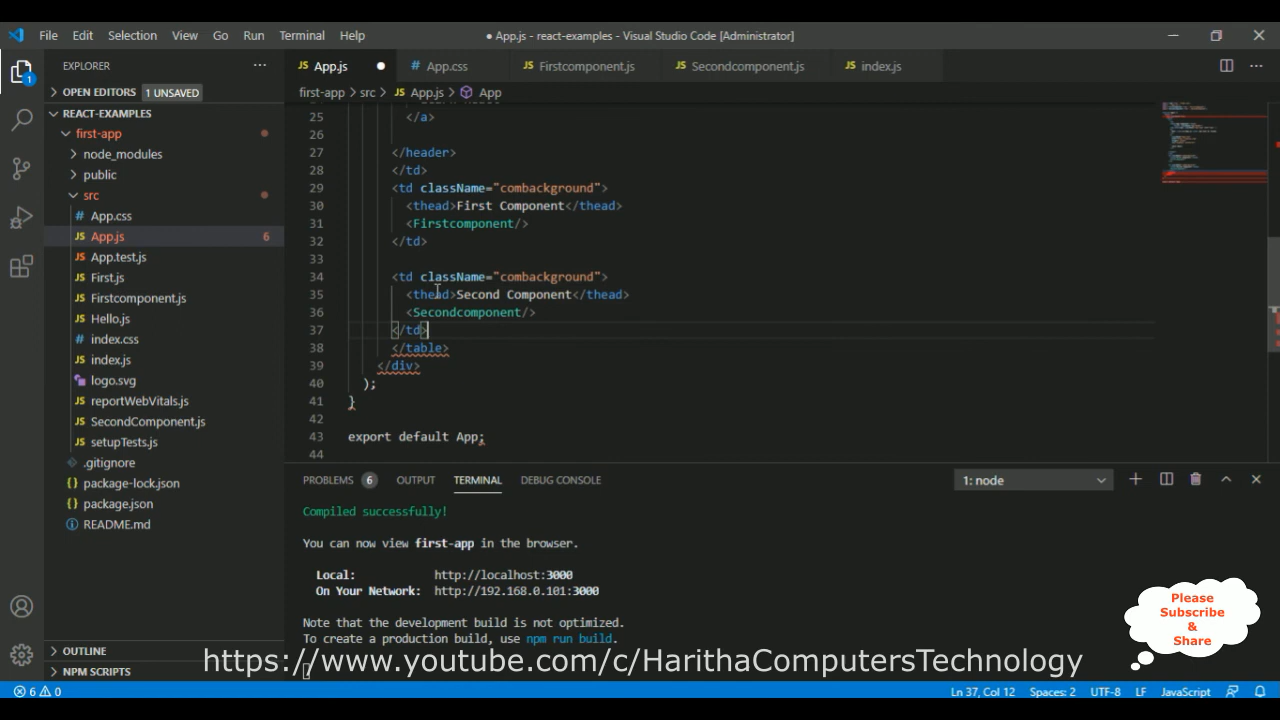 File Edit Selection View Go Run Terminal Help
● App.js - react-examples - Visual Studio Code [Administrator]
EXPLORER
OPEN EDITORS 1 UNSAVED
REACT-EXAMPLES
first-app
node_modules
public
src
App.css
App.js 6
App.test.js
First.js
Firstcomponent.js
Hello.js
index.css
index.js
logo.svg
reportWebVitals.js
SecondComponent.js
setupTests.js
.gitignore
package-lock.json
package.json
README.md
OUTLINE
NPM SCRIPTS
1
App.js App.css Firstcomponent.js Secondcomponent.js index.js
first-app > src > App.js > App
25 </a>
26
27 </header>
28 </td>
29 <td className="combackground">
30 <thead>First Component</thead>
31 <Firstcomponent/>
32 </td>
33
34 <td className="combackground">
35 <thead>Second Component</thead>
36 <Secondcomponent/>
37 </td>
38 </table>
39 </div>
40 );
41 }
42
43 export default App;
44
PROBLEMS 6 OUTPUT TERMINAL DEBUG CONSOLE 1: node
Compiled successfully!
You can now view first-app in the browser.
Local: http://localhost:3000
On Your Network: http://192.168.0.101:3000
Note that the development build is not optimized.
To create a production build, use npm run build.
Please
Subscribe
&
Share
https://www.youtube.com/c/HarithaComputersTechnology
6 0 Ln 37, Col 12 Spaces: 2 UTF-8 LF JavaScript